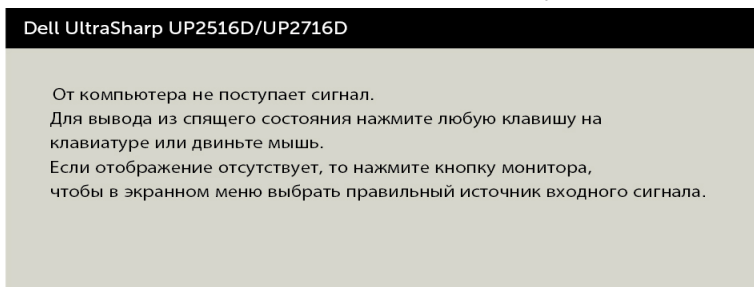 Dell UltraSharp UP2516D/UP2716D
От компьютера не поступает сигнал.
Для вывода из спящего состояния нажмите любую клавишу на
клавиатуре или двиньте мышь.
Если отображение отсутствует, то нажмите кнопку монитора,
чтобы в экранном меню выбрать правильный источник входного сигнала.